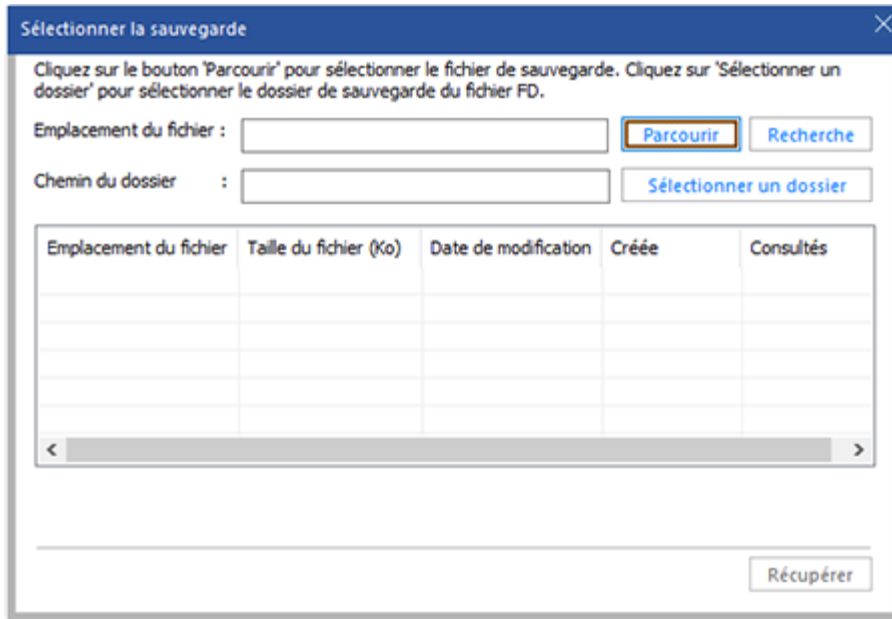 Sélectionner la sauvegarde
Cliquez sur le bouton 'Parcourir' pour sélectionner le fichier de sauvegarde. Cliquez sur 'Sélectionner un
dossier' pour sélectionner le dossier de sauvegarde du fichier FD.
Emplacement du fichier : Parcourir Recherche
Chemin du dossier : Sélectionner un dossier
Emplacement du fichier Taille du fichier (Ko) Date de modification Créée Consultés
Récupérer